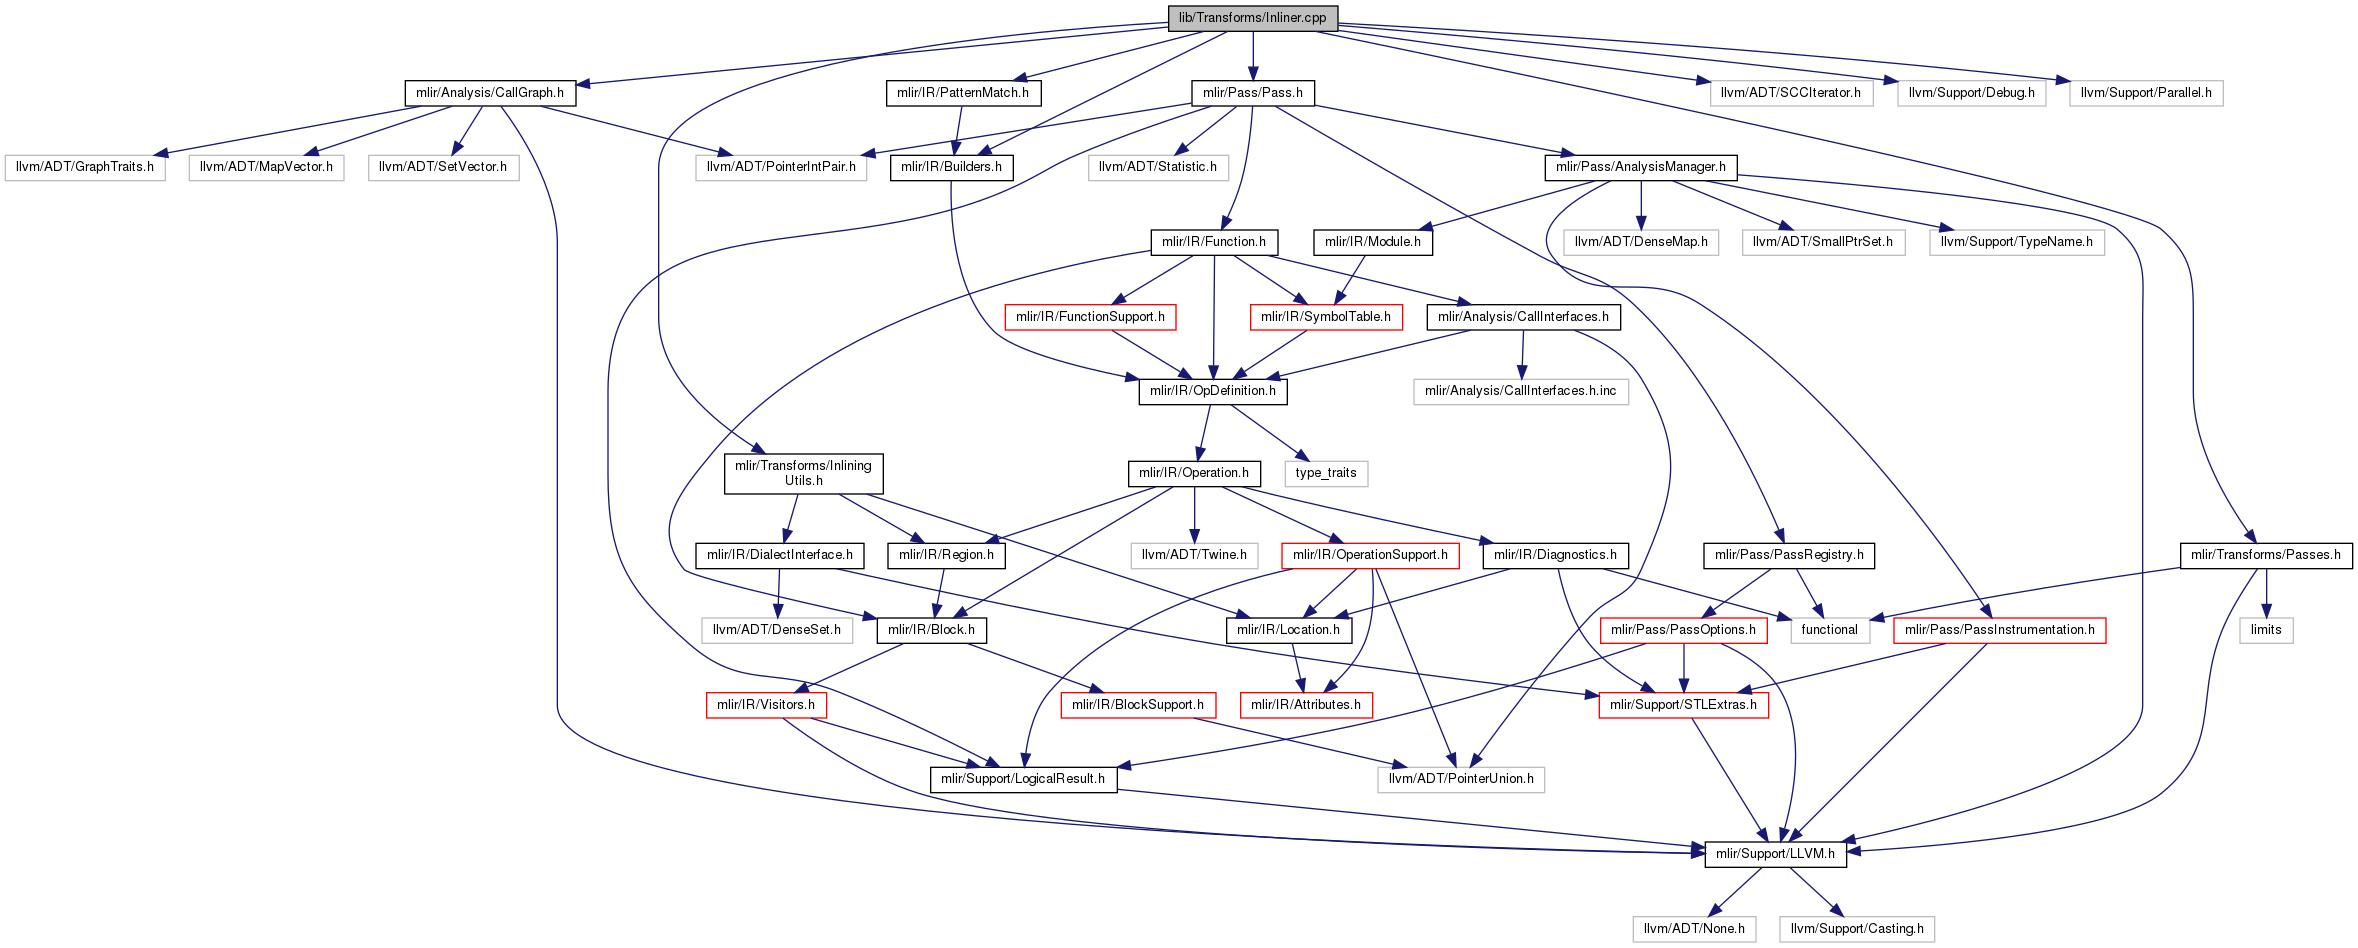 lib/Transforms/Inliner.cpp
mlir/Analysis/CallGraph.h
mlir/IR/PatternMatch.h
mlir/Pass/Pass.h
llvm/ADT/SCCIterator.h
llvm/Support/Debug.h
llvm/Support/Parallel.h
llvm/ADT/GraphTraits.h
llvm/ADT/MapVector.h
llvm/ADT/SetVector.h
llvm/ADT/PointerIntPair.h
mlir/IR/Builders.h
llvm/ADT/Statistic.h
mlir/Pass/AnalysisManager.h
mlir/IR/Function.h
mlir/IR/Module.h
llvm/ADT/DenseMap.h
llvm/ADT/SmallPtrSet.h
llvm/Support/TypeName.h
mlir/IR/FunctionSupport.h
mlir/IR/SymbolTable.h
mlir/Analysis/CallInterfaces.h
mlir/IR/OpDefinition.h
mlir/Analysis/CallInterfaces.h.inc
mlir/Transforms/Inlining
Utils.h
mlir/IR/Operation.h
type_traits
mlir/IR/DialectInterface.h
mlir/IR/Region.h
llvm/ADT/Twine.h
mlir/IR/OperationSupport.h
mlir/IR/Diagnostics.h
mlir/Pass/PassRegistry.h
mlir/Transforms/Passes.h
llvm/ADT/DenseSet.h
mlir/IR/Block.h
mlir/IR/Location.h
mlir/Pass/PassOptions.h
functional
mlir/Pass/PassInstrumentation.h
limits
mlir/IR/Visitors.h
mlir/IR/BlockSupport.h
mlir/IR/Attributes.h
mlir/Support/STLExtras.h
mlir/Support/LogicalResult.h
llvm/ADT/PointerUnion.h
mlir/Support/LLVM.h
llvm/ADT/None.h
llvm/Support/Casting.h